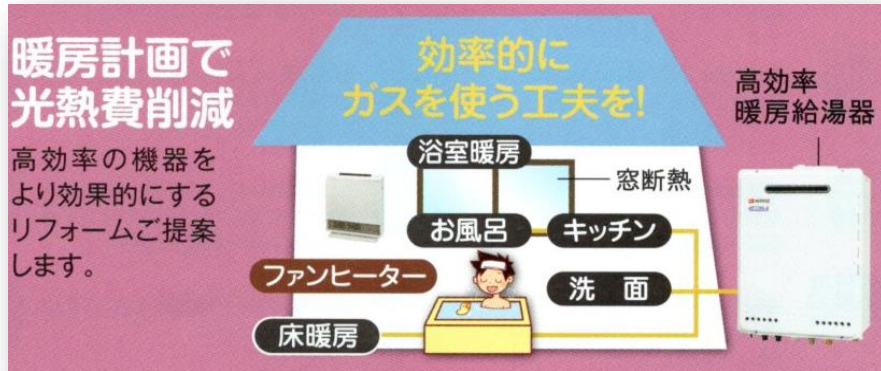 暖房計画で
光熱費削減
高効率の機器を
より効果的にする
リフォームご提案
します。
効率的に
ガスを使う工夫を!
浴室暖房
窓断熱
お風呂
キッチン
ファンヒーター
洗 面
床暖房
高効率
暖房給湯器